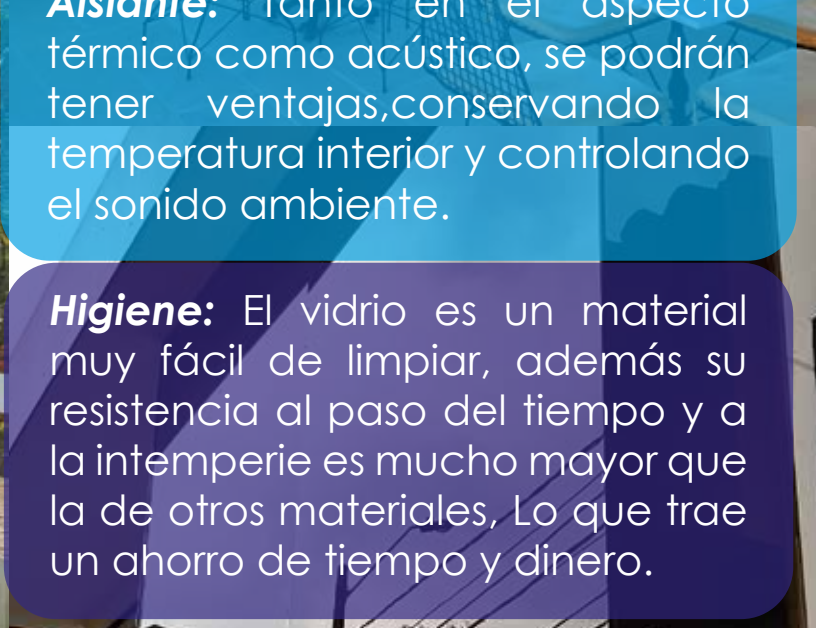 Aislante: Tanto en el aspecto
térmico como acústico, se podrán
tener ventajas,conservando la
temperatura interior y controlando
el sonido ambiente.
Higiene: El vidrio es un material
muy fácil de limpiar, además su
resistencia al paso del tiempo y a
la intemperie es mucho mayor que
la de otros materiales, Lo que trae
un ahorro de tiempo y dinero.